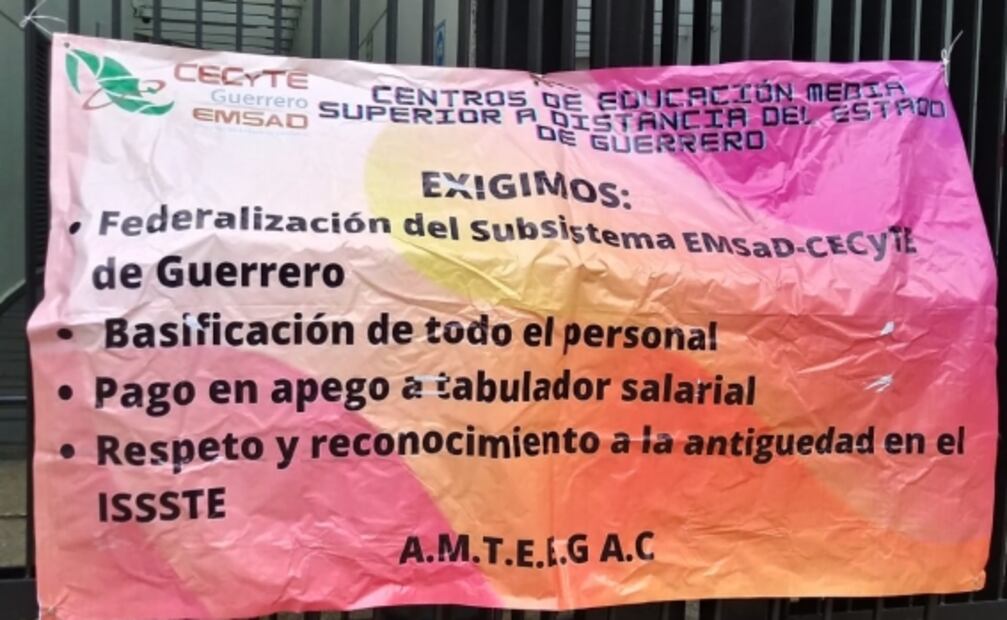 CECyTE
Guerrero
EMSAD
CENTROS DE EDUCACIÓN MEDIA
SUPERIOR A DISTANCIA DEL ESTADO
DE GUERRERO
EXIGIMOS:
• Federalización del Subsistema EMSaD-CECyTE
de Guerrero
• Basificación de todo el personal
• Pago en apego a tabulador salarial
• Respeto y reconocimiento a la antiguedad en el
ISSSTE
A.M.T.E.E.G A.C